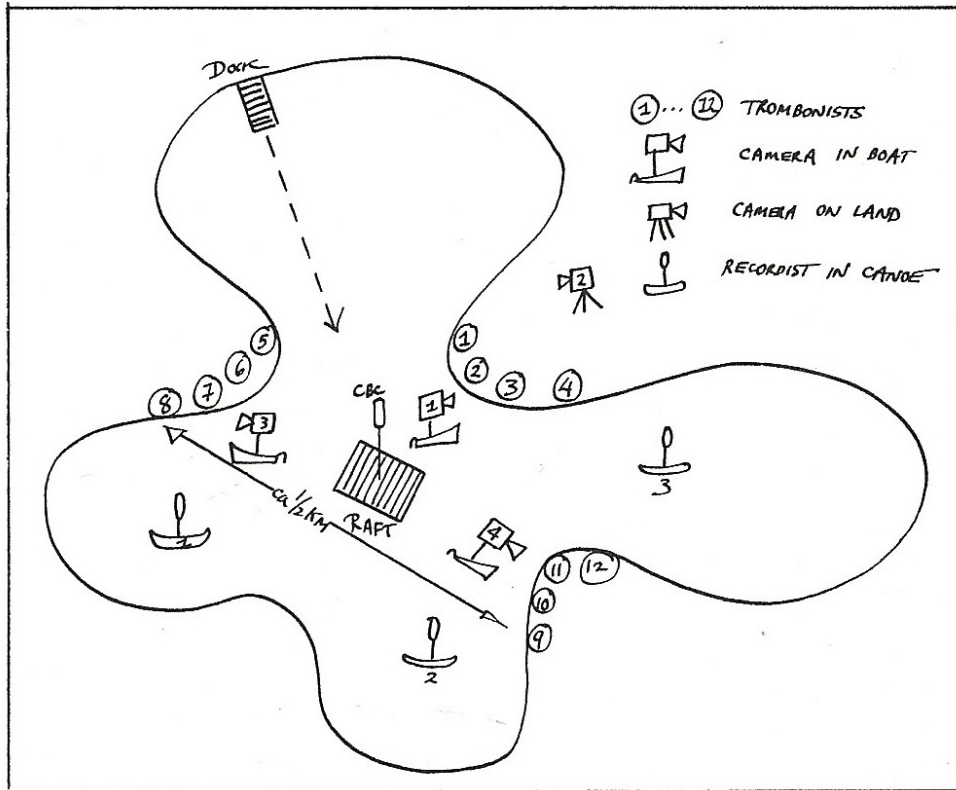 DOCK
1 ... 12 TROMBONISTS
CAMERA IN BOAT
CAMERA ON LAND
RECORDIST IN CANOE
2
5
6
7
8
1
2
3
4
CBC
1
3
3
RAFT
ca 1/2 KM
4
1
11
12
10
9
2